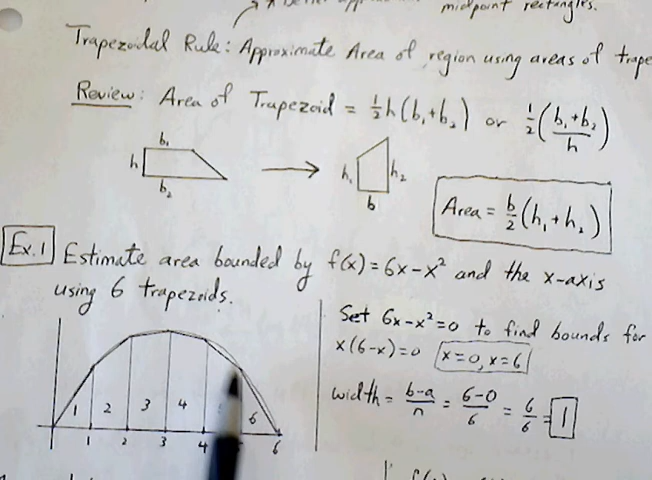 midpoint rectangles.
Trapezoidal Rule: Approximate Area of region using areas of trape
Review: Area of Trapezoid = 1/2 h (b₁+b₂) or 1/2 ((b₁+b₂)/h)
b₁
h
b₂
h₁ h₂
b
Area = b/2 (h₁+h₂)
Ex.1 Estimate area bounded by f(x) = 6x-x² and the x-axis
using 6 trapezoids.
Set 6x-x²=0 to find bounds for
x(6-x)=0 x=0, x=6
width = (b-a)/n = (6-0)/6 = 6/6 = 1
1 2 3 4 6
1 2 3 4 6